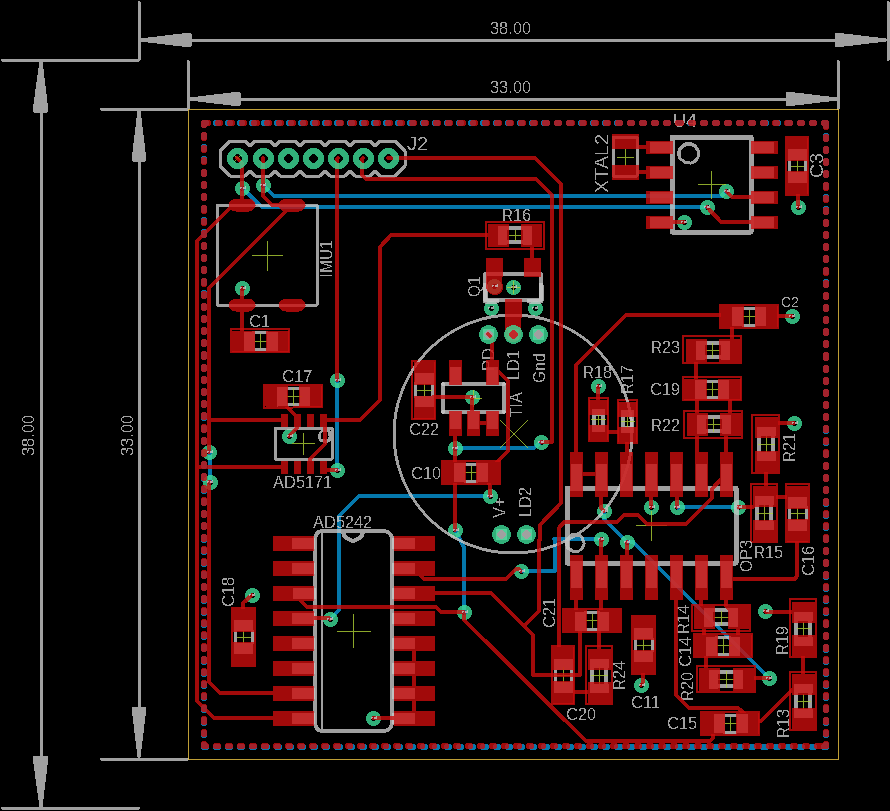 38.00
33.00
38.00
33.00
J2
U4
XTAL2
C3
R16
IMU1
Q1
C1
C2
LD1
Gnd
R23
C17
R18
R17
C19
TIA
C22
R22
R21
C10
AD5171
V+
LD2
AD5242
OP3
R15
C16
C18
C21
R14
R19
C14
R24
R20
C11
C20
C15
R13